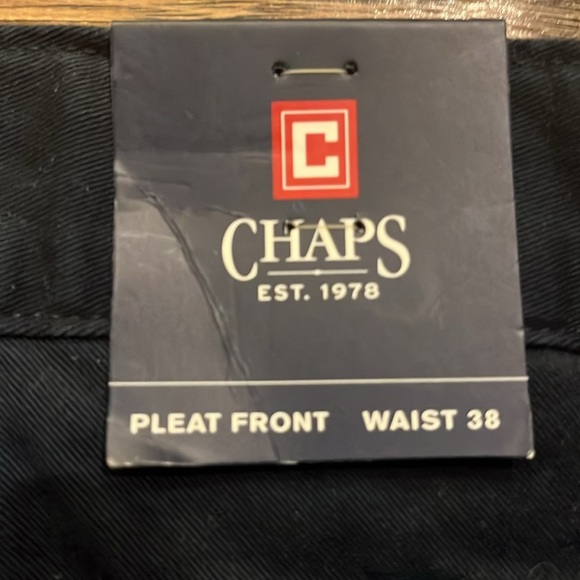 C
CHAPS
EST. 1978
PLEAT FRONT WAIST 38